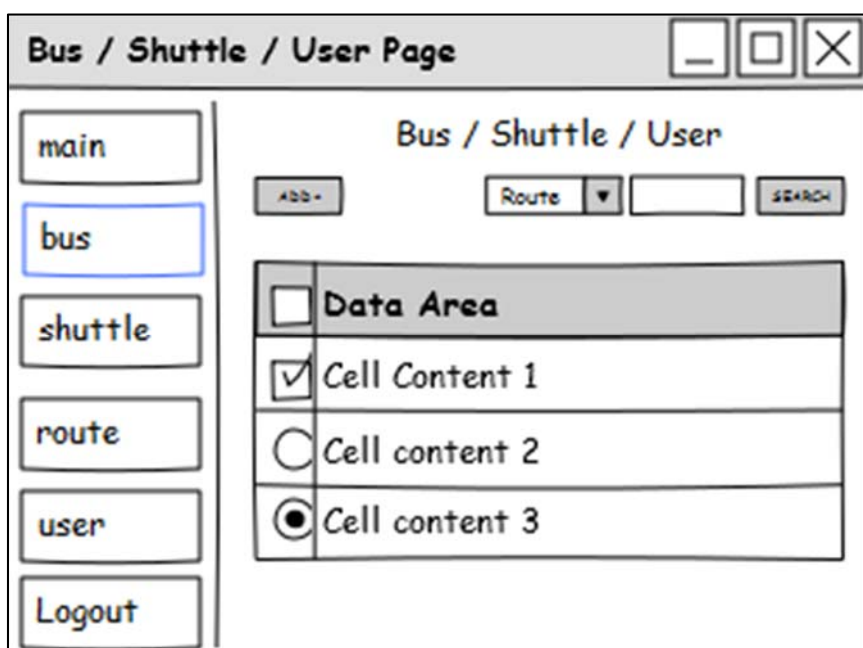 Bus / Shuttle / User Page
main
bus
shuttle
route
user
Logout
Bus / Shuttle / User
ADD+
Route
SEARCH
Data Area
Cell Content 1
Cell content 2
Cell content 3